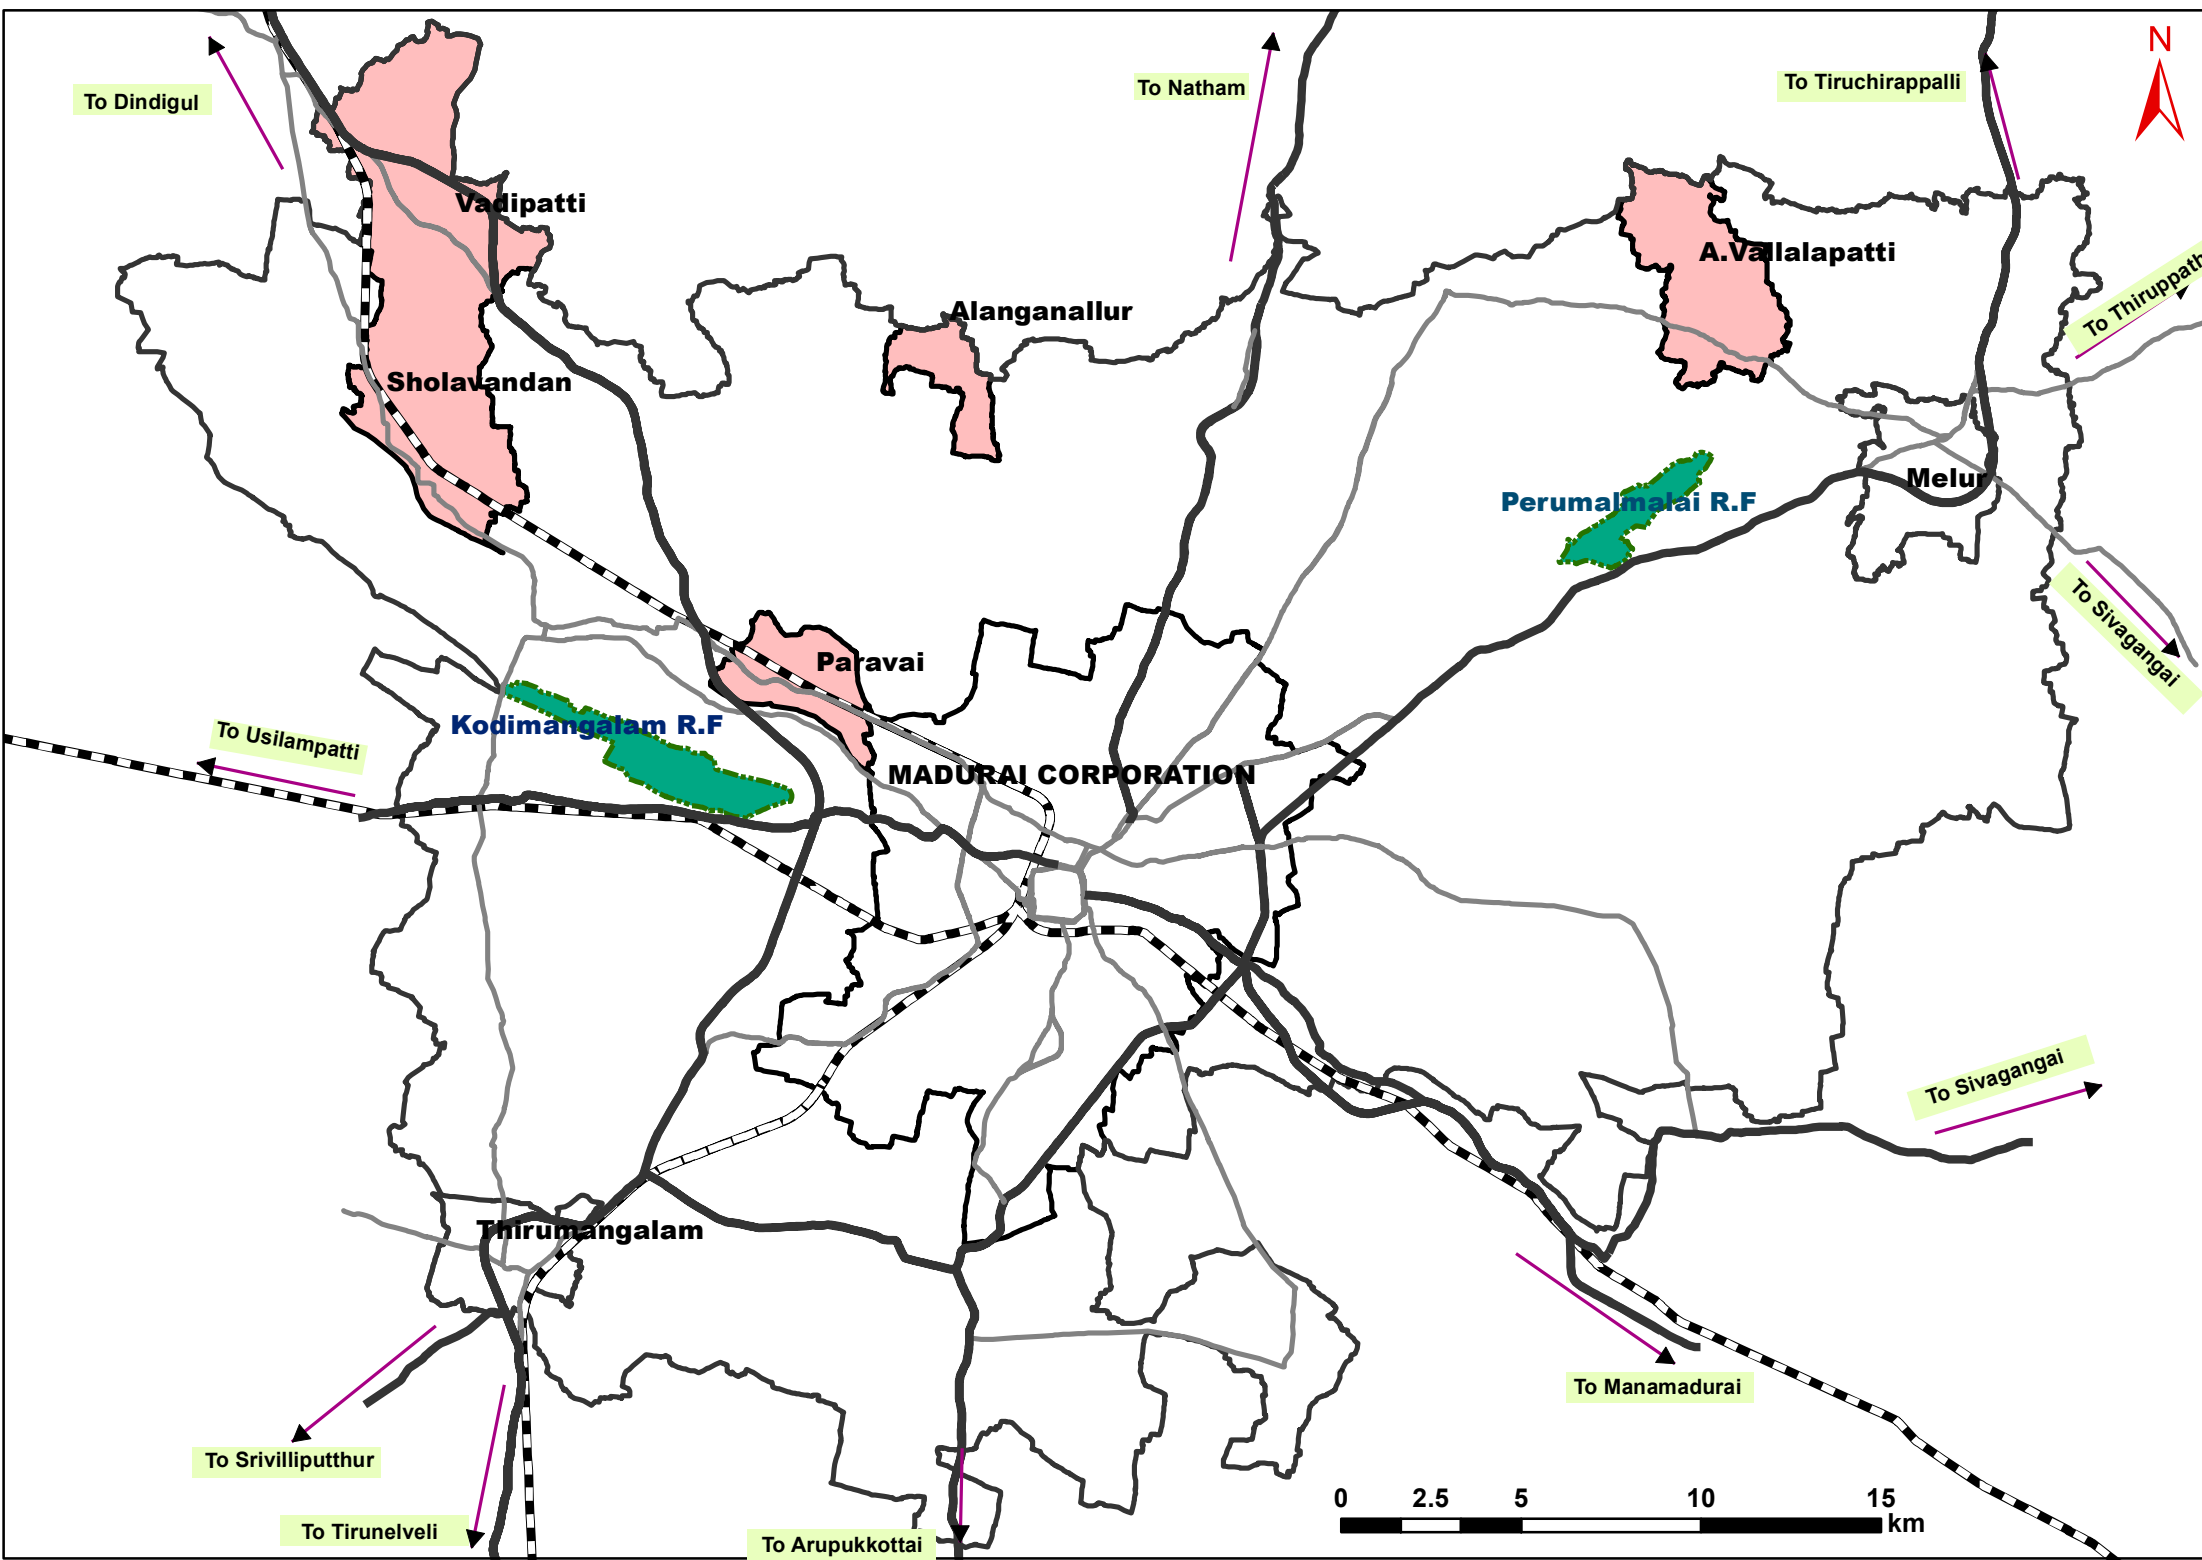 N
To Dindigul
To Natham
To Tiruchirappalli
Vadipatti
A.Vallalapatti
To Thiruppath
Alanganallur
Sholavandan
Melur
Perumalmalai R.F
To Sivagangai
Paravai
Kodimangalam R.F
To Usilampatti
MADURAI CORPORATION
To Sivagangai
Thirumangalam
To Manamadurai
To Srivilliputthur
To Tirunelveli
To Arupukkottai
0 2.5 5 10 15
km